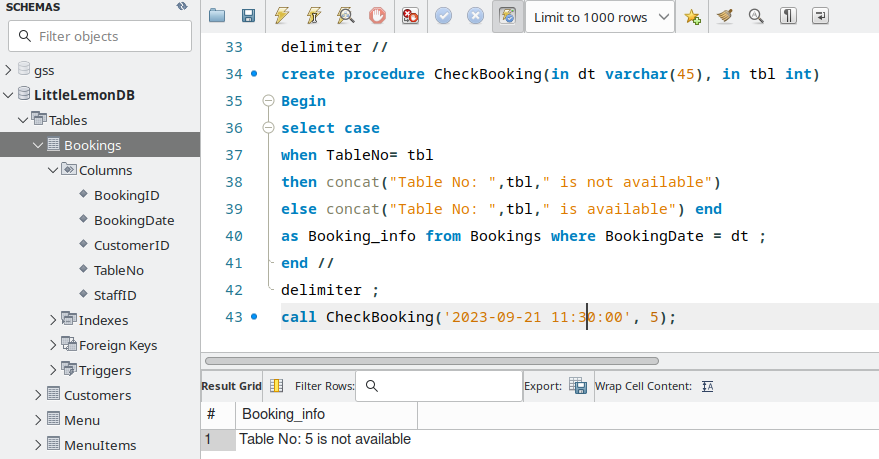 SCHEMAS
Filter objects
gss
LittleLemonDB
Tables
Bookings
Columns
BookingID
BookingDate
CustomerID
TableNo
StaffID
Indexes
Foreign Keys
Triggers
Customers
Menu
MenuItems
Limit to 1000 rows
33 delimiter //
34 create procedure CheckBooking(in dt varchar(45), in tbl int)
35 Begin
36 select case
37 when TableNo= tbl
38 then concat("Table No: ",tbl," is not available")
39 else concat("Table No: ",tbl," is available") end
40 as Booking_info from Bookings where BookingDate = dt ;
41 end //
42 delimiter ;
43 call CheckBooking('2023-09-21 11:30:00', 5);
Result Grid Filter Rows: Export: Wrap Cell Content: IA
# Booking_info
1 Table No: 5 is not available